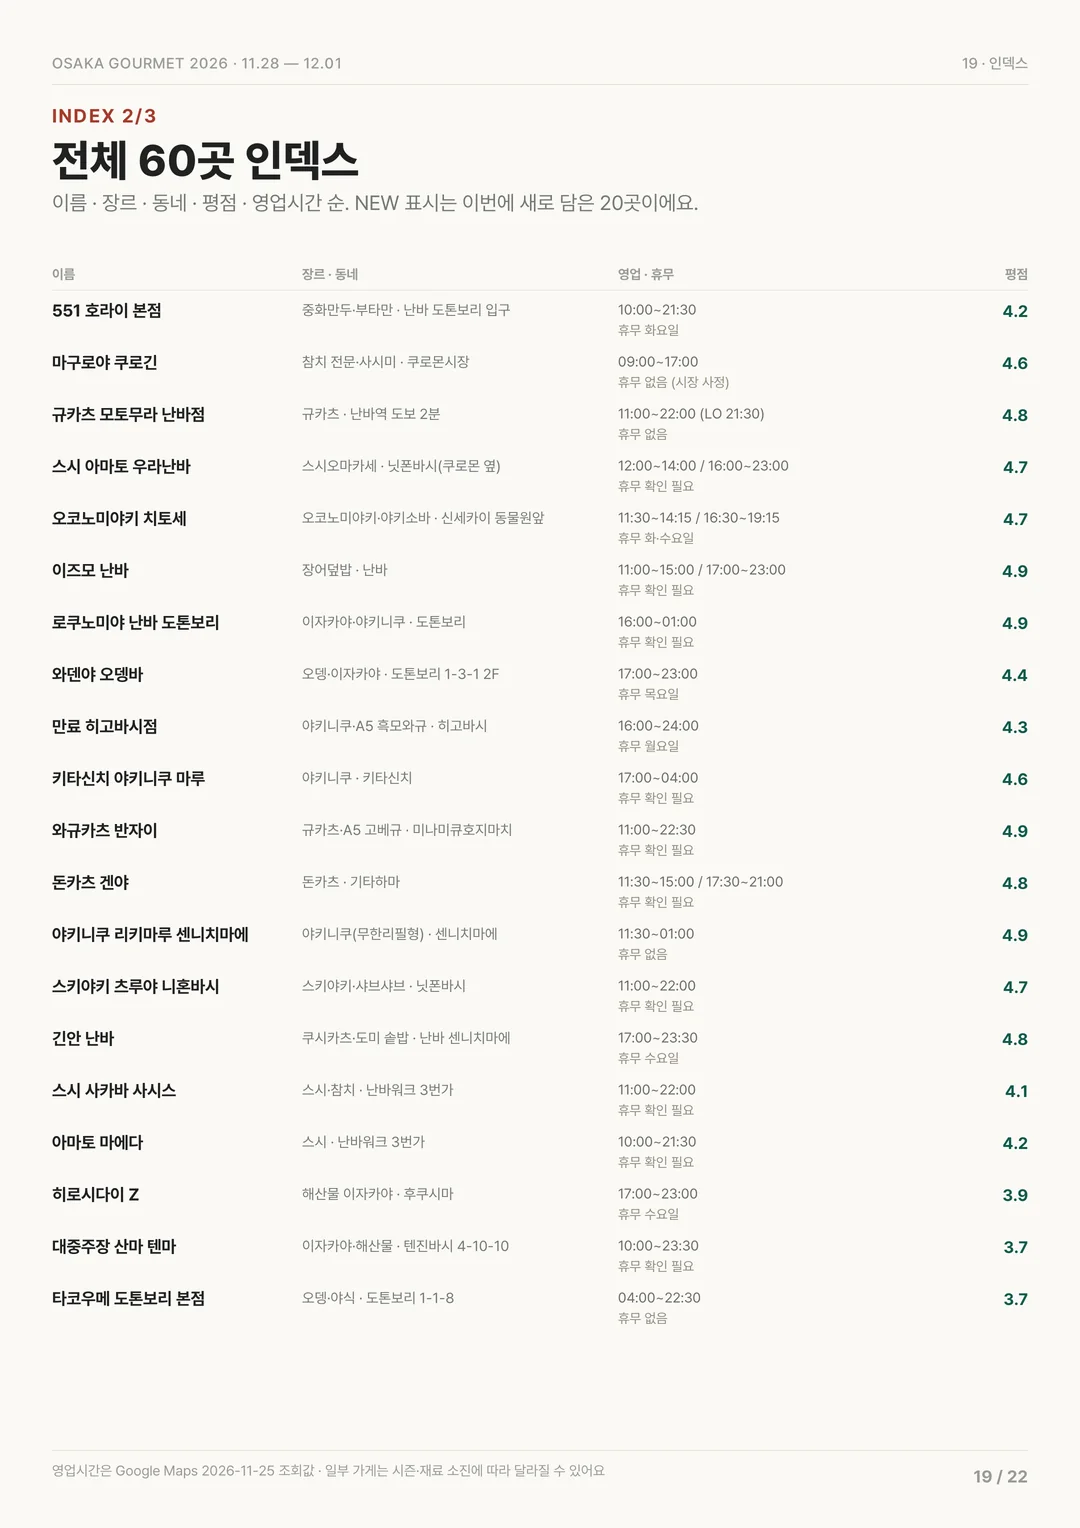 OSAKA GOURMET 2026 · 11.28 — 12.01
19 · 인덱스
INDEX 2/3
전체 60곳 인덱스
이름 · 장르 · 동네 · 평점 · 영업시간 순. NEW 표시는 이번에 새로 담은 20곳이에요.
이름 장르 · 동네 영업 · 휴무 평점
551 호라이 본점 중화만두·부타만 · 난바 도톤보리 입구 10:00~21:30 4.2
휴무 화요일
마구로야 쿠로긴 참치 전문·사시미 · 쿠로몬시장 09:00~17:00 4.6
휴무 없음 (시장 사정)
규카츠 모토무라 난바점 규카츠 · 난바역 도보 2분 11:00~22:00 (LO 21:30) 4.8
휴무 없음
스시 아마토 우라난바 스시오마카세 · 닛폰바시(쿠로몬 옆) 12:00~14:00 / 16:00~23:00 4.7
휴무 확인 필요
오코노미야키 치토세 오코노미야키·야키소바 · 신세카이 동물원앞 11:30~14:15 / 16:30~19:15 4.7
휴무 화·수요일
이즈모 난바 장어덮밥 · 난바 11:00~15:00 / 17:00~23:00 4.9
휴무 확인 필요
로쿠노미야 난바 도톤보리 이자카야·야키니쿠 · 도톤보리 16:00~01:00 4.9
휴무 확인 필요
와덴야 오뎅바 오뎅·이자카야 · 도톤보리 1-3-1 2F 17:00~23:00 4.4
휴무 목요일
만료 히고바시점 야키니쿠·A5 흑모와규 · 히고바시 16:00~24:00 4.3
휴무 월요일
키타신치 야키니쿠 마루 야키니쿠 · 키타신치 17:00~04:00 4.6
휴무 확인 필요
와규카츠 반자이 규카츠·A5 고베규 · 미나미큐호지마치 11:00~22:30 4.9
휴무 확인 필요
돈카츠 겐야 돈카츠 · 기타하마 11:30~15:00 / 17:30~21:00 4.8
휴무 확인 필요
야키니쿠 리키마루 센니치마에 야키니쿠(무한리필형) · 센니치마에 11:30~01:00 4.9
휴무 없음
스키야키 츠루야 니혼바시 스키야키·샤브샤브 · 닛폰바시 11:00~22:00 4.7
휴무 확인 필요
긴안 난바 쿠시카츠·도미 솥밥 · 난바 센니치마에 17:00~23:30 4.8
휴무 수요일
스시 사카바 사시스 스시·참치 · 난바워크 3번가 11:00~22:00 4.1
휴무 확인 필요
아마토 마에다 스시 · 난바워크 3번가 10:00~21:30 4.2
휴무 확인 필요
히로시다이 Z 해산물 이자카야 · 후쿠시마 17:00~23:00 3.9
휴무 수요일
대중주장 산마 텐마 이자카야·해산물 · 텐진바시 4-10-10 10:00~23:30 3.7
휴무 확인 필요
타코우메 도톤보리 본점 오뎅·야식 · 도톤보리 1-1-8 04:00~22:30 3.7
휴무 없음
영업시간은 Google Maps 2026-11-25 조회값 · 일부 가게는 시즌·재료 소진에 따라 달라질 수 있어요
19 / 22